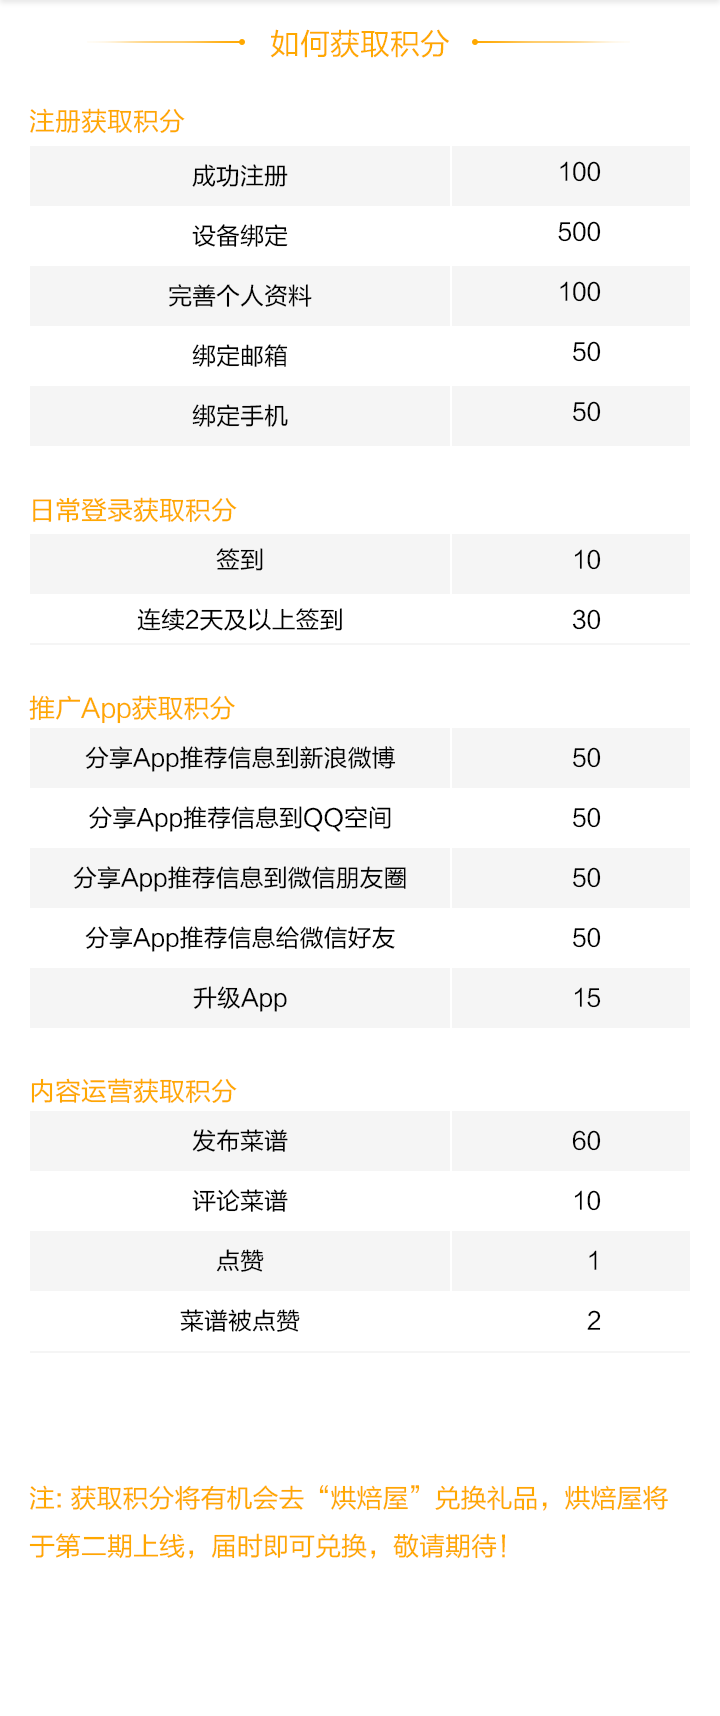 如何获取积分
注册获取积分
成功注册 100
设备绑定 500
完善个人资料 100
绑定邮箱 50
绑定手机 50
日常登录获取积分
签到 10
连续2天及以上签到 30
推广App获取积分
分享App推荐信息到新浪微博 50
分享App推荐信息到QQ空间 50
分享App推荐信息到微信朋友圈 50
分享App推荐信息给微信好友 50
升级App 15
内容运营获取积分
发布菜谱 60
评论菜谱 10
点赞 1
菜谱被点赞 2
注: 获取积分将有机会去“烘焙屋”兑换礼品，烘焙屋将
于第二期上线，届时即可兑换，敬请期待！